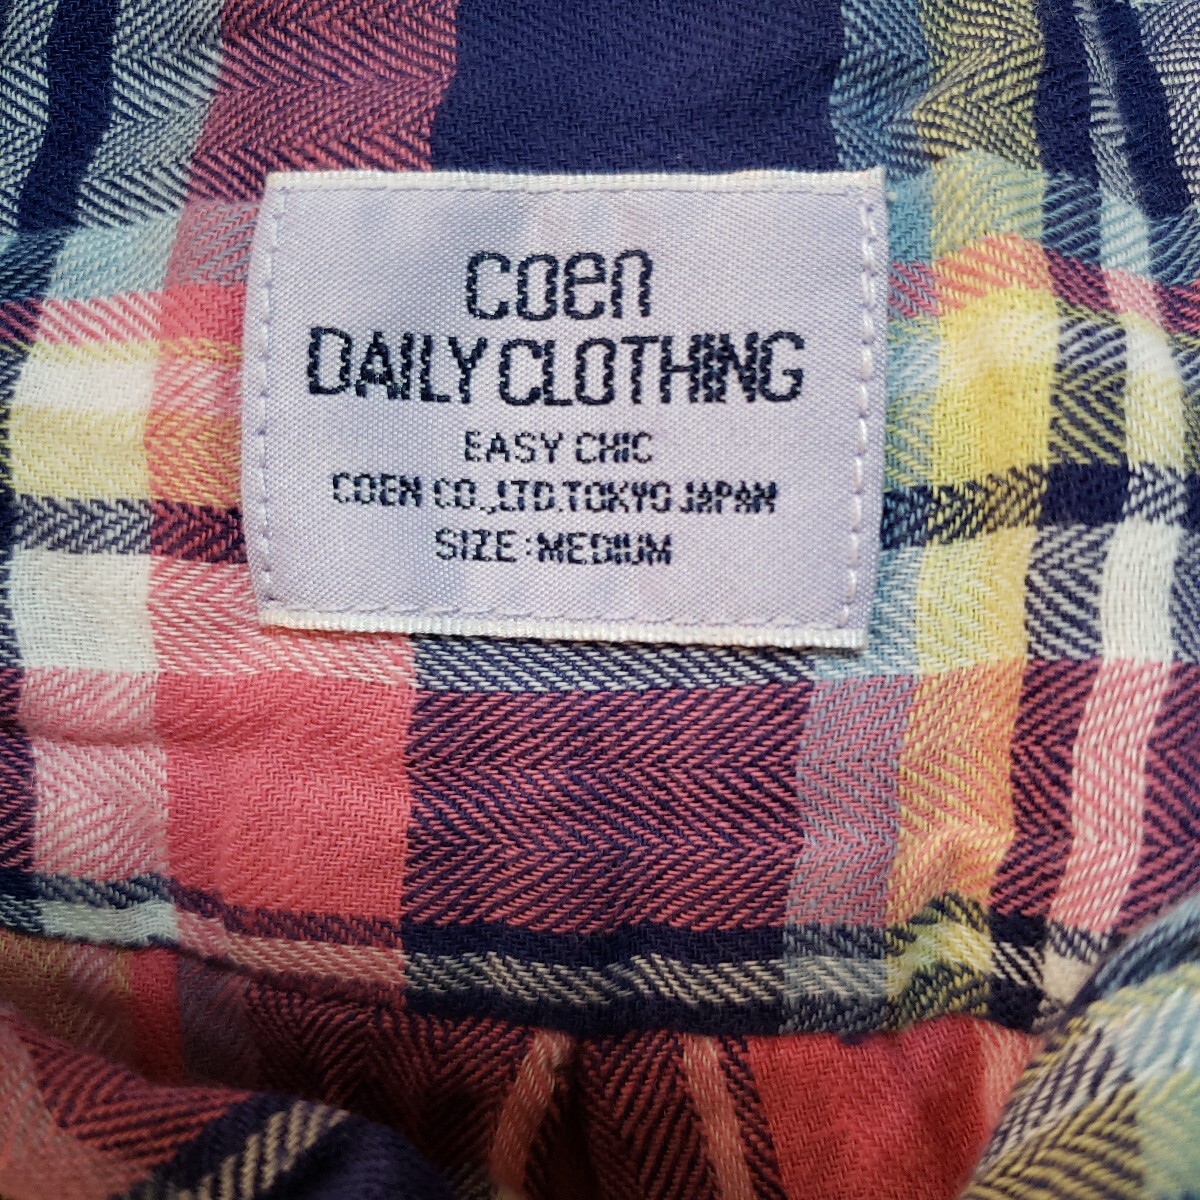 coen
DAILY CLOTHING
EASY CHIC
COEN CO.,LTD.TOKYO JAPAN
SIZE:MEDIUM